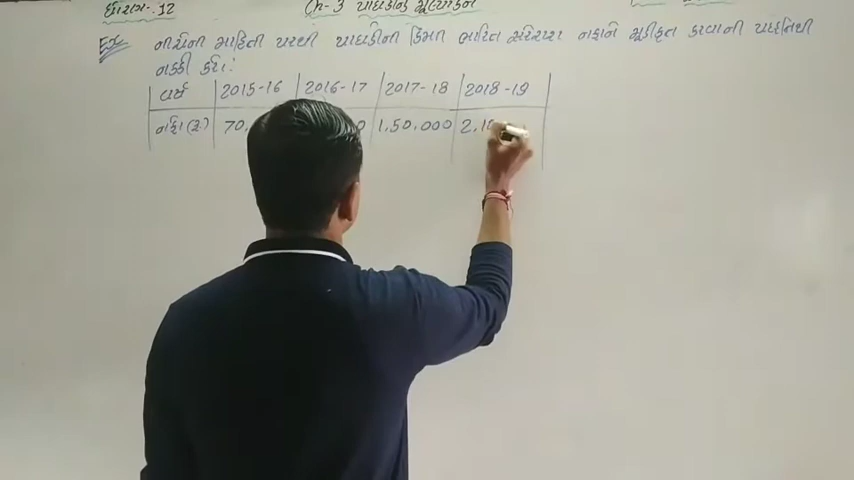 ધોરણ-12 Ch-3 પાઘડીનું મૂલ્યાંકન
Ex નીચેની માહિતી પરથી પાઘડીની કિંમત ભારિત સરેરાશ નફાને મૂડીકૃત કરવાની પદ્ધતિથી
નક્કી કરો:
વર્ષ 2015-16 2016-17 2017-18 2018-19
નફો (રૂ.) 1,50,000